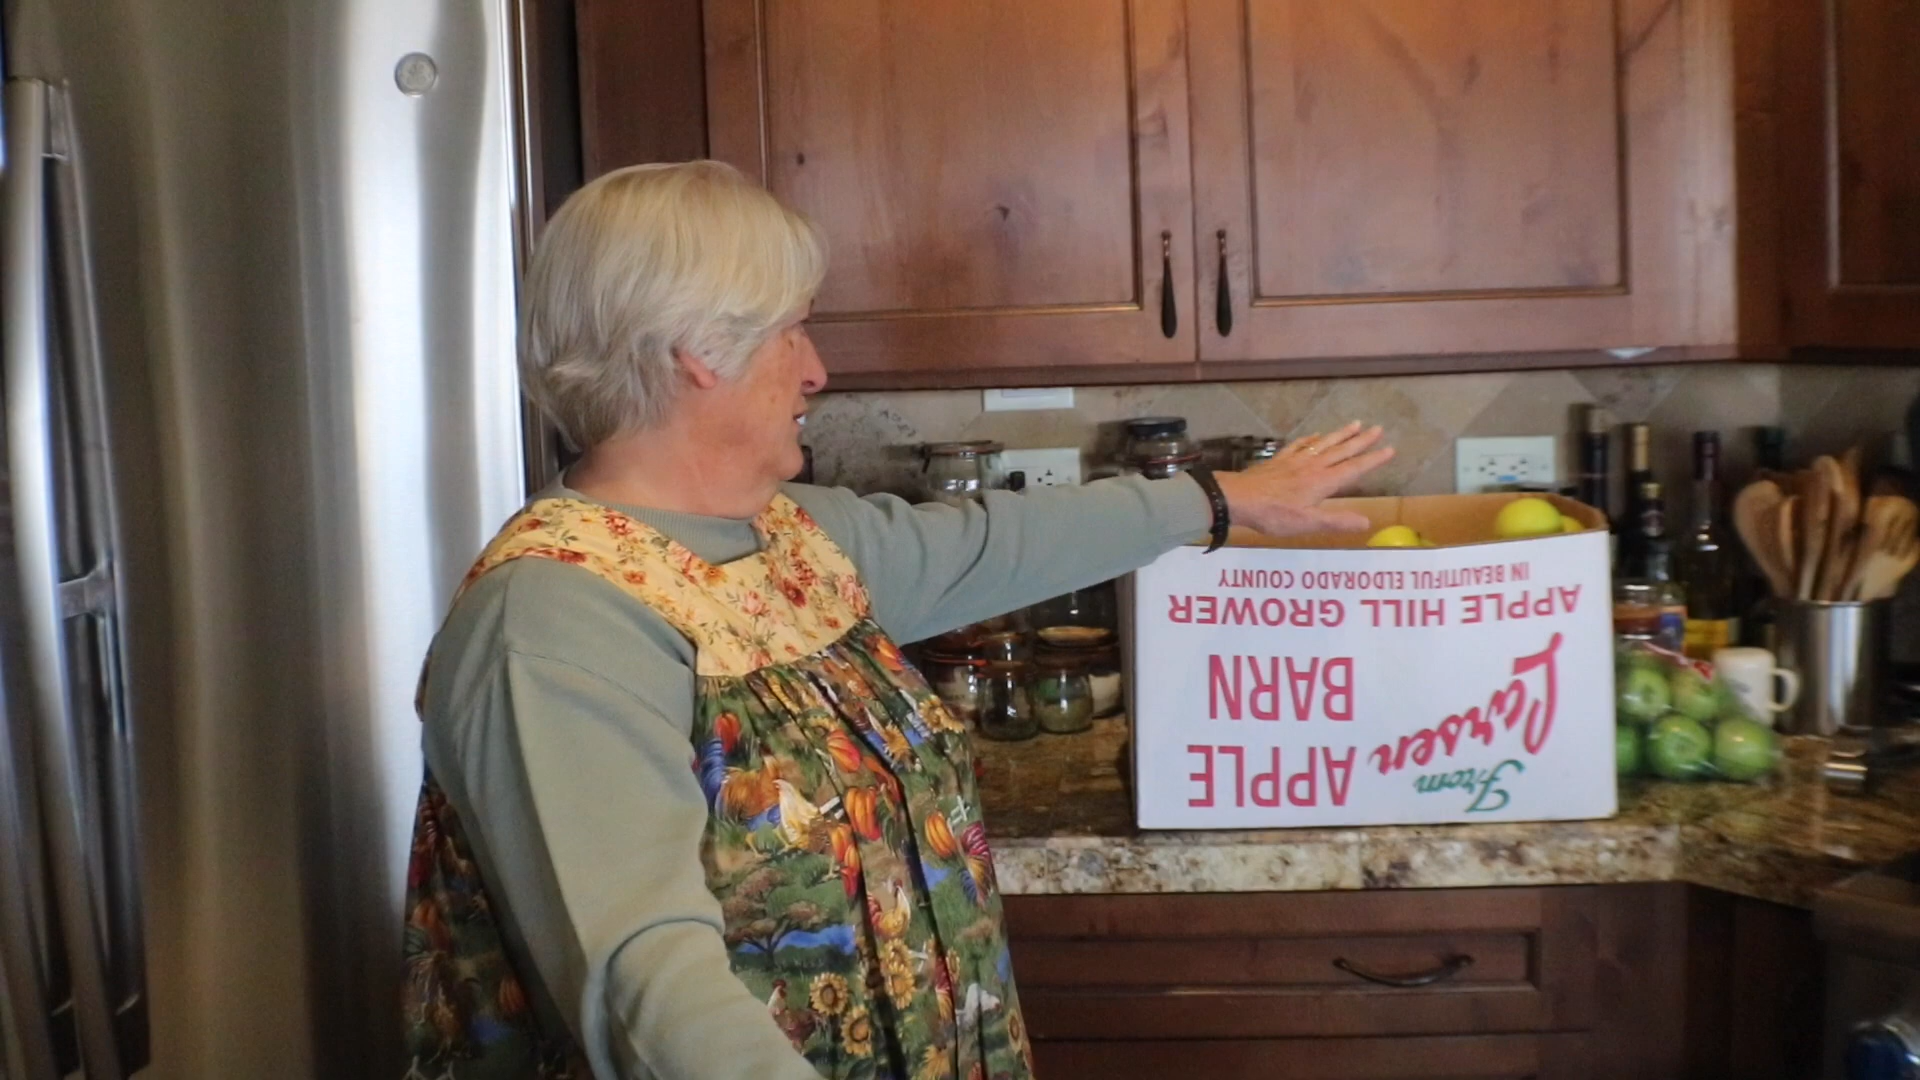 From
Larsen
APPLE
BARN
APPLE HILL GROWER
IN BEAUTIFUL ELDORADO COUNTY